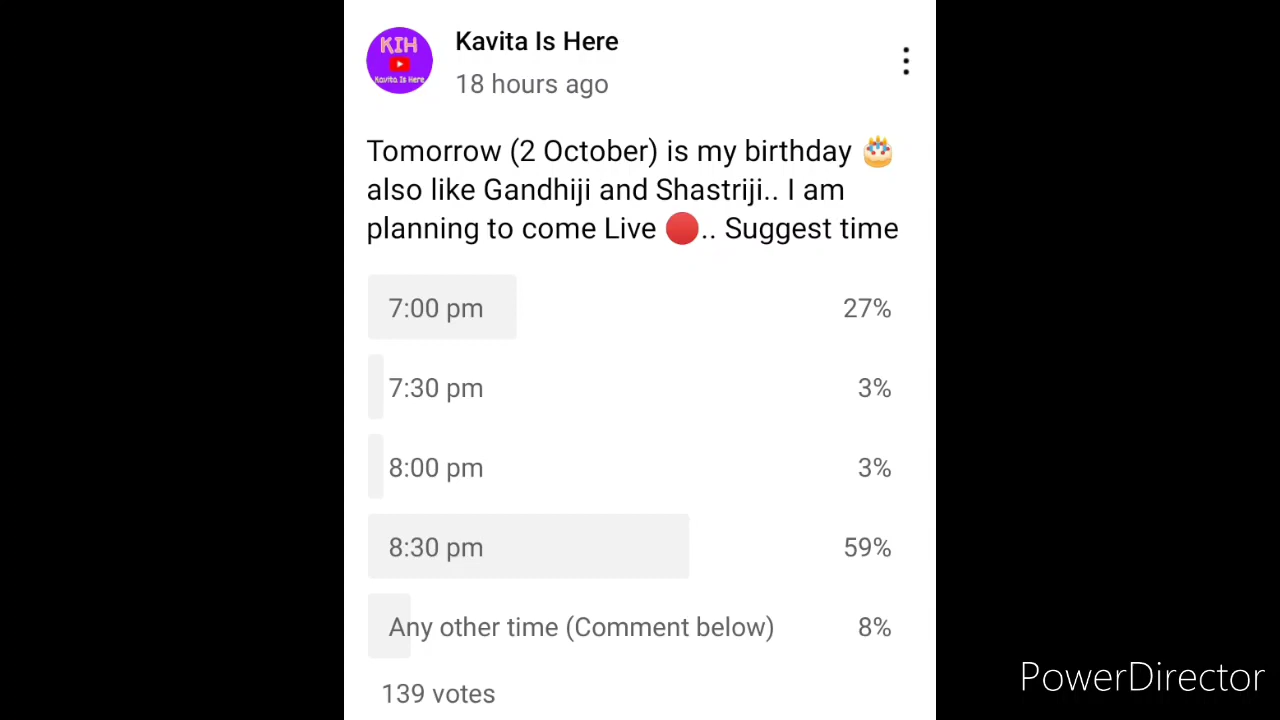 KIH
Kavita Is Here
Kavita Is Here
18 hours ago
Tomorrow (2 October) is my birthday 🎂
also like Gandhiji and Shastriji.. I am
planning to come Live 🔴.. Suggest time
7:00 pm 27%
7:30 pm 3%
8:00 pm 3%
8:30 pm 59%
Any other time (Comment below) 8%
139 votes
PowerDirector